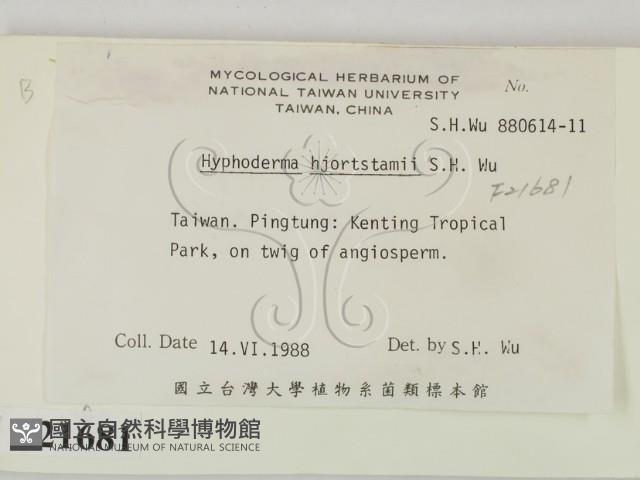 B
MYCOLOGICAL HERBARIUM OF
NATIONAL TAIWAN UNIVERSITY
TAIWAN, CHINA
No.
S.H.Wu 880614-11
Hyphoderma hjortstamii S.H. Wu
F21681
Taiwan. Pingtung: Kenting Tropical
Park, on twig of angiosperm.
Coll. Date 14.VI.1988
Det. by S.H. Wu
國立台灣大學植物系菌類標本館
21681
國立自然科學博物館
NATIONAL MUSEUM OF NATURAL SCIENCE